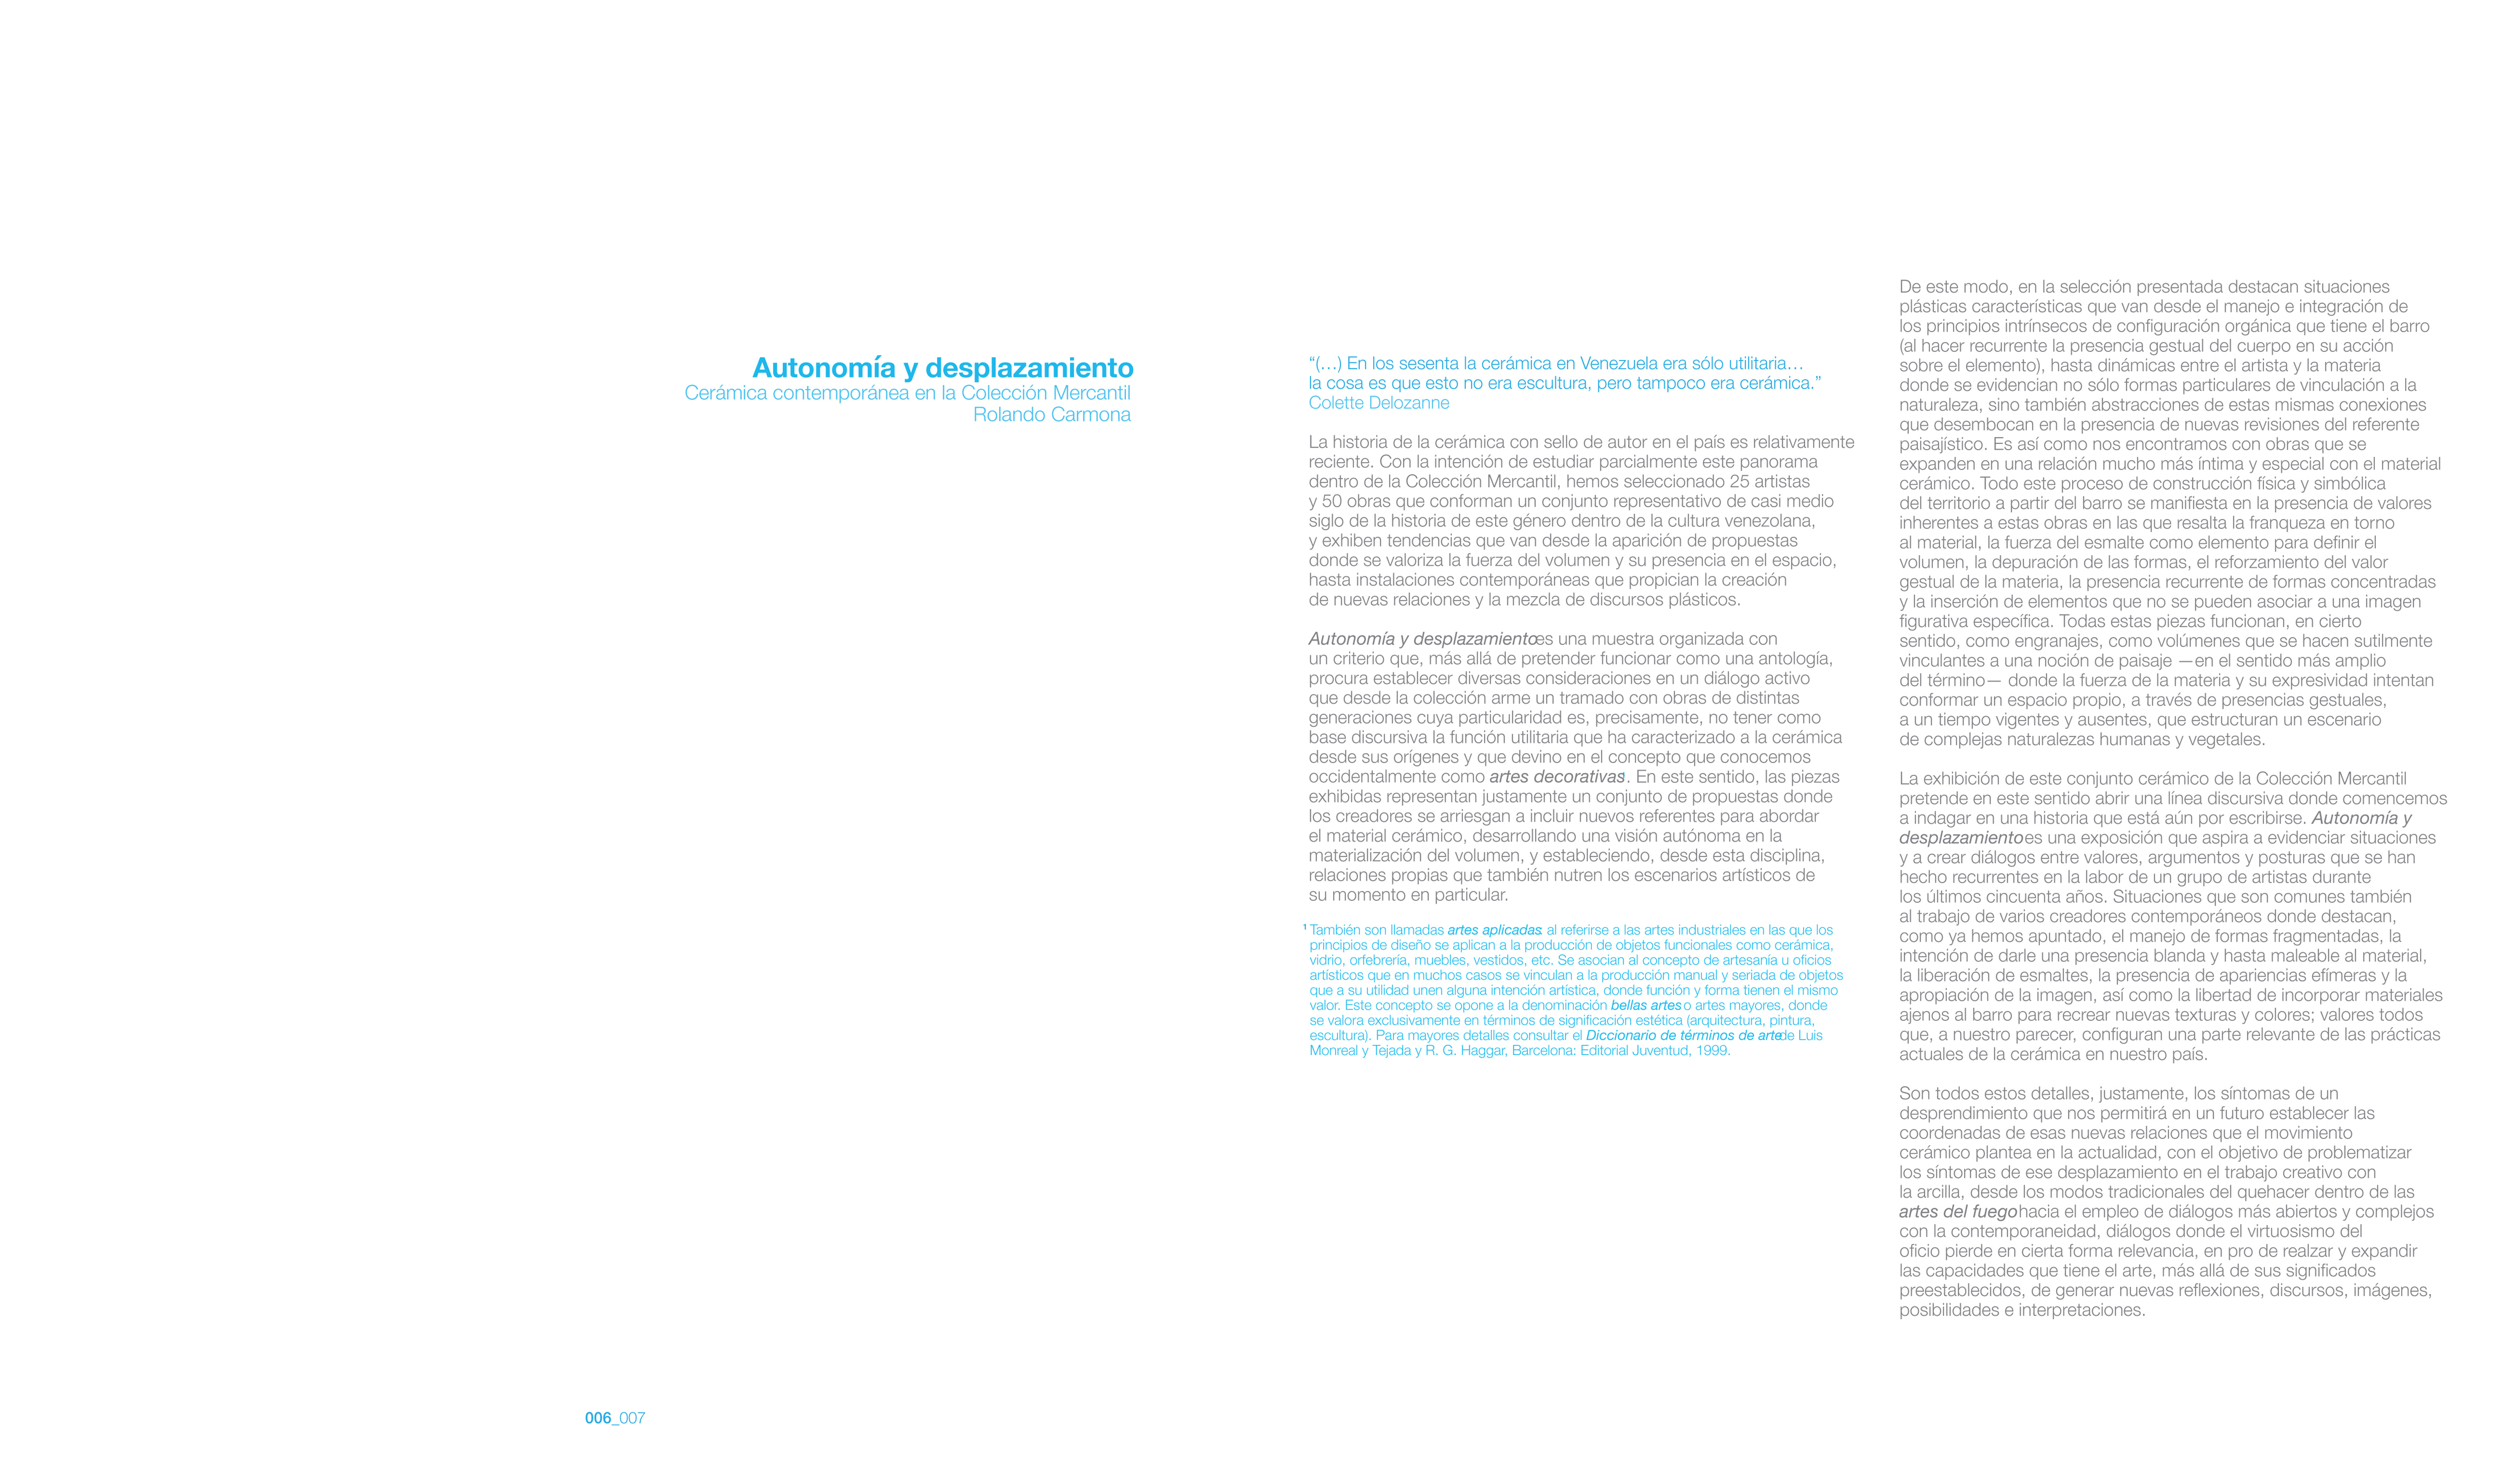 Autonomía y desplazamiento
Cerámica contemporánea en la Colección Mercantil
Rolando Carmona
“(…) En los sesenta la cerámica en Venezuela era sólo utilitaria…
la cosa es que esto no era escultura, pero tampoco era cerámica.”
Colette Delozanne
La historia de la cerámica con sello de autor en el país es relativamente
reciente. Con la intención de estudiar parcialmente este panorama
dentro de la Colección Mercantil, hemos seleccionado 25 artistas
y 50 obras que conforman un conjunto representativo de casi medio
siglo de la historia de este género dentro de la cultura venezolana,
y exhiben tendencias que van desde la aparición de propuestas
donde se valoriza la fuerza del volumen y su presencia en el espacio,
hasta instalaciones contemporáneas que propician la creación
de nuevas relaciones y la mezcla de discursos plásticos.
Autonomía y desplazamiento es una muestra organizada con
un criterio que, más allá de pretender funcionar como una antología,
procura establecer diversas consideraciones en un diálogo activo
que desde la colección arme un tramado con obras de distintas
generaciones cuya particularidad es, precisamente, no tener como
base discursiva la función utilitaria que ha caracterizado a la cerámica
desde sus orígenes y que devino en el concepto que conocemos
occidentalmente como artes decorativas1. En este sentido, las piezas
exhibidas representan justamente un conjunto de propuestas donde
los creadores se arriesgan a incluir nuevos referentes para abordar
el material cerámico, desarrollando una visión autónoma en la
materialización del volumen, y estableciendo, desde esta disciplina,
relaciones propias que también nutren los escenarios artísticos de
su momento en particular.
1 También son llamadas artes aplicadas: al referirse a las artes industriales en las que los
principios de diseño se aplican a la producción de objetos funcionales como cerámica,
vidrio, orfebrería, muebles, vestidos, etc. Se asocian al concepto de artesanía u oficios
artísticos que en muchos casos se vinculan a la producción manual y seriada de objetos
que a su utilidad unen alguna intención artística, donde función y forma tienen el mismo
valor. Este concepto se opone a la denominación bellas artes o artes mayores, donde
se valora exclusivamente en términos de significación estética (arquitectura, pintura,
escultura). Para mayores detalles consultar el Diccionario de términos de arte de Luis
Monreal y Tejada y R. G. Haggar, Barcelona: Editorial Juventud, 1999.
De este modo, en la selección presentada destacan situaciones
plásticas características que van desde el manejo e integración de
los principios intrínsecos de configuración orgánica que tiene el barro
(al hacer recurrente la presencia gestual del cuerpo en su acción
sobre el elemento), hasta dinámicas entre el artista y la materia
donde se evidencian no sólo formas particulares de vinculación a la
naturaleza, sino también abstracciones de estas mismas conexiones
que desembocan en la presencia de nuevas revisiones del referente
paisajístico. Es así como nos encontramos con obras que se
expanden en una relación mucho más íntima y especial con el material
cerámico. Todo este proceso de construcción física y simbólica
del territorio a partir del barro se manifiesta en la presencia de valores
inherentes a estas obras en las que resalta la franqueza en torno
al material, la fuerza del esmalte como elemento para definir el
volumen, la depuración de las formas, el reforzamiento del valor
gestual de la materia, la presencia recurrente de formas concentradas
y la inserción de elementos que no se pueden asociar a una imagen
figurativa específica. Todas estas piezas funcionan, en cierto
sentido, como engranajes, como volúmenes que se hacen sutilmente
vinculantes a una noción de paisaje —en el sentido más amplio
del término— donde la fuerza de la materia y su expresividad intentan
conformar un espacio propio, a través de presencias gestuales,
a un tiempo vigentes y ausentes, que estructuran un escenario
de complejas naturalezas humanas y vegetales.
La exhibición de este conjunto cerámico de la Colección Mercantil
pretende en este sentido abrir una línea discursiva donde comencemos
a indagar en una historia que está aún por escribirse. Autonomía y
desplazamiento es una exposición que aspira a evidenciar situaciones
y a crear diálogos entre valores, argumentos y posturas que se han
hecho recurrentes en la labor de un grupo de artistas durante
los últimos cincuenta años. Situaciones que son comunes también
al trabajo de varios creadores contemporáneos donde destacan,
como ya hemos apuntado, el manejo de formas fragmentadas, la
intención de darle una presencia blanda y hasta maleable al material,
la liberación de esmaltes, la presencia de apariencias efímeras y la
apropiación de la imagen, así como la libertad de incorporar materiales
ajenos al barro para recrear nuevas texturas y colores; valores todos
que, a nuestro parecer, configuran una parte relevante de las prácticas
actuales de la cerámica en nuestro país.
Son todos estos detalles, justamente, los síntomas de un
desprendimiento que nos permitirá en un futuro establecer las
coordenadas de esas nuevas relaciones que el movimiento
cerámico plantea en la actualidad, con el objetivo de problematizar
los síntomas de ese desplazamiento en el trabajo creativo con
la arcilla, desde los modos tradicionales del quehacer dentro de las
artes del fuego hacia el empleo de diálogos más abiertos y complejos
con la contemporaneidad, diálogos donde el virtuosismo del
oficio pierde en cierta forma relevancia, en pro de realzar y expandir
las capacidades que tiene el arte, más allá de sus significados
preestablecidos, de generar nuevas reflexiones, discursos, imágenes,
posibilidades e interpretaciones.
006_007